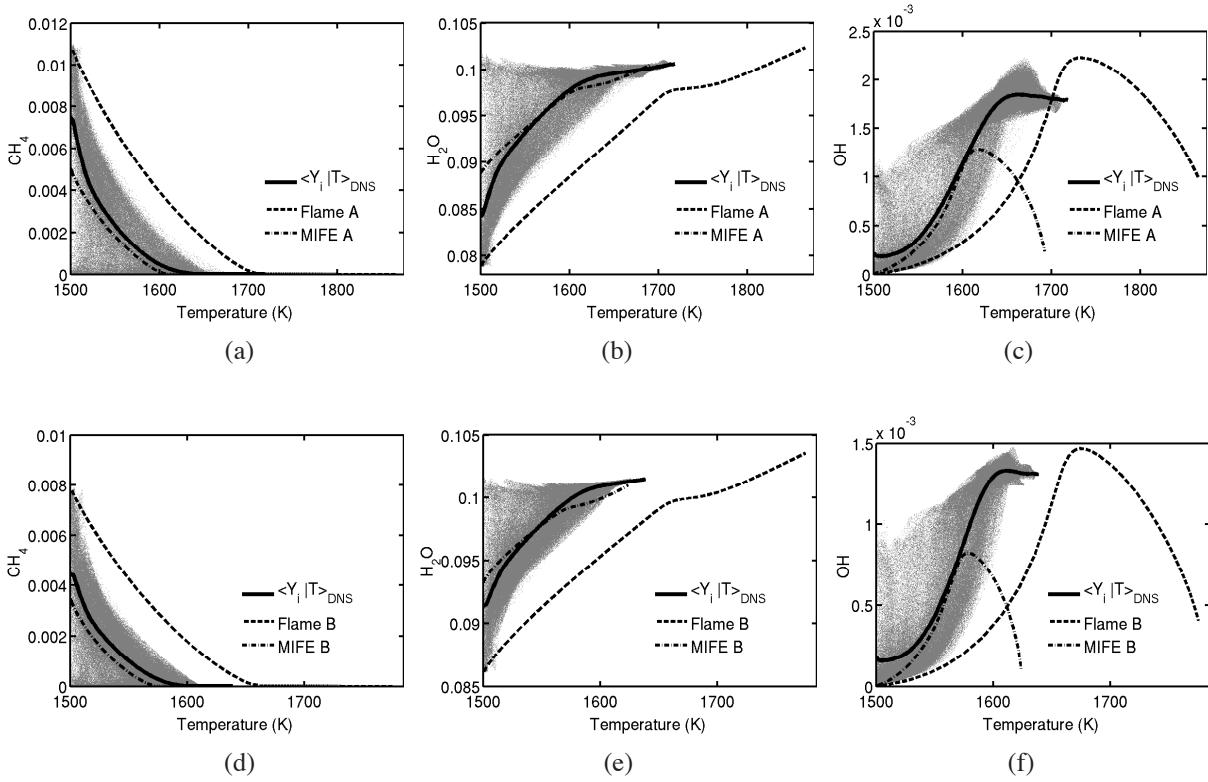 0.012
0.01
0.008
0.006
0.004
0.002
0
CH₄
<Yᵢ |T>DNS
Flame A
MIFE A
1500 1600 1700 1800
Temperature (K)
(a)
0.105
0.1
0.095
0.09
0.085
0.08
H₂O
<Yᵢ |T>DNS
Flame A
MIFE A
1500 1600 1700 1800
Temperature (K)
(b)
x 10⁻³
2.5
2
1.5
1
0.5
0
OH
<Yᵢ |T>DNS
Flame A
MIFE A
1500 1600 1700 1800
Temperature (K)
(c)
0.01
0.008
0.006
0.004
0.002
0
CH₄
<Yᵢ |T>DNS
Flame B
MIFE B
1500 1600 1700
Temperature (K)
(d)
0.105
0.1
0.095
0.09
0.085
H₂O
<Yᵢ |T>DNS
Flame B
MIFE B
1500 1600 1700
Temperature (K)
(e)
x 10⁻³
1.5
1
0.5
0
OH
<Yᵢ |T>DNS
Flame B
MIFE B
1500 1600 1700
Temperature (K)
(f)